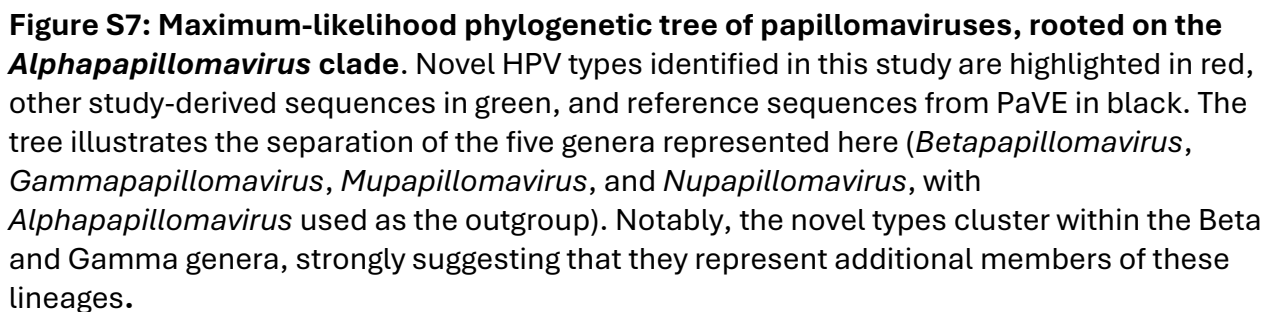 Figure S7: Maximum-likelihood phylogenetic tree of papillomaviruses, rooted on the
Alphapapillomavirus clade. Novel HPV types identified in this study are highlighted in red,
other study-derived sequences in green, and reference sequences from PaVE in black. The
tree illustrates the separation of the five genera represented here (Betapapillomavirus,
Gammapapillomavirus, Mupapillomavirus, and Nupapillomavirus, with
Alphapapillomavirus used as the outgroup). Notably, the novel types cluster within the Beta
and Gamma genera, strongly suggesting that they represent additional members of these
lineages.